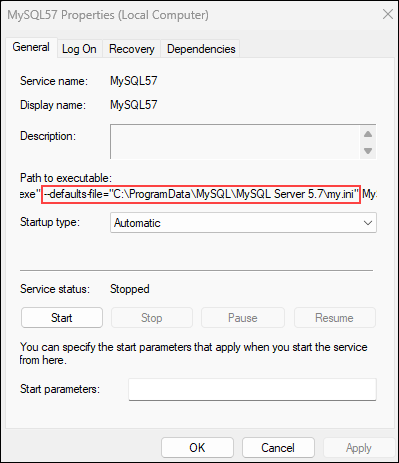 MySQL57 Properties (Local Computer)
General Log On Recovery Dependencies
Service name: MySQL57
Display name: MySQL57
Description:
Path to executable:
exe" --defaults-file="C:\ProgramData\MySQL\MySQL Server 5.7\my.ini" MyS
Startup type: Automatic
Service status: Stopped
Start Stop Pause Resume
You can specify the start parameters that apply when you start the service
from here.
Start parameters:
OK Cancel Apply